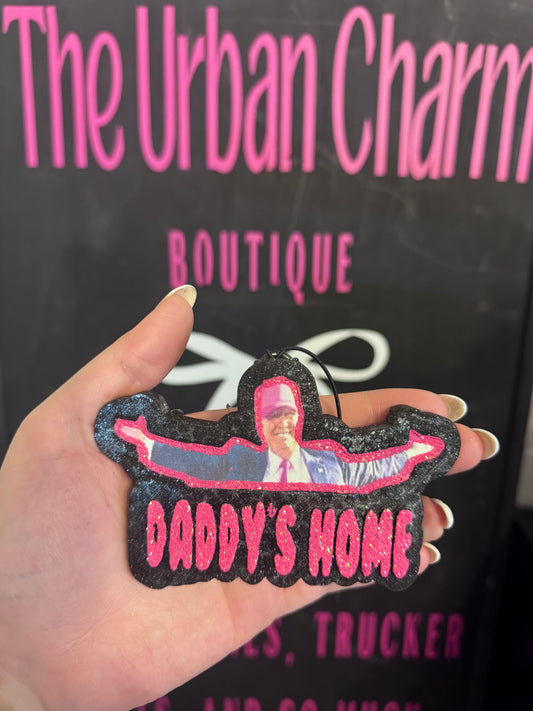 The Urban Charm
BOUTIQUE
DADDY'S HOME
TRUCKER